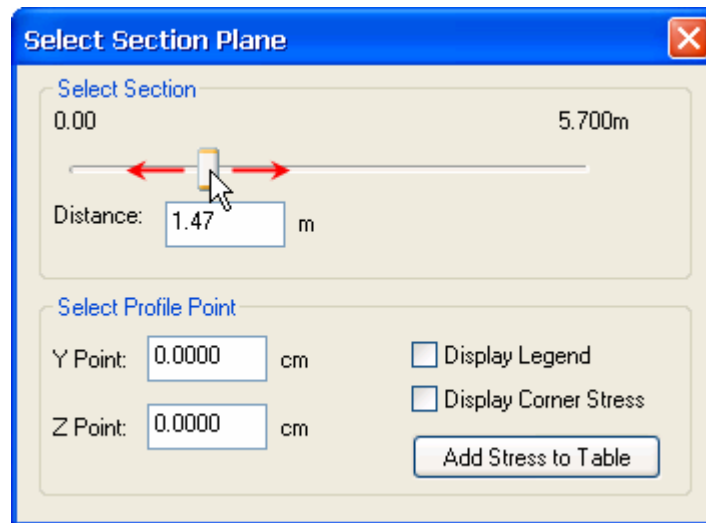 Select Section Plane
Select Section
0.00 5.700m
Distance: 1.47 m
Select Profile Point
Y Point: 0.0000 cm Display Legend
Display Corner Stress
Z Point: 0.0000 cm
Add Stress to Table